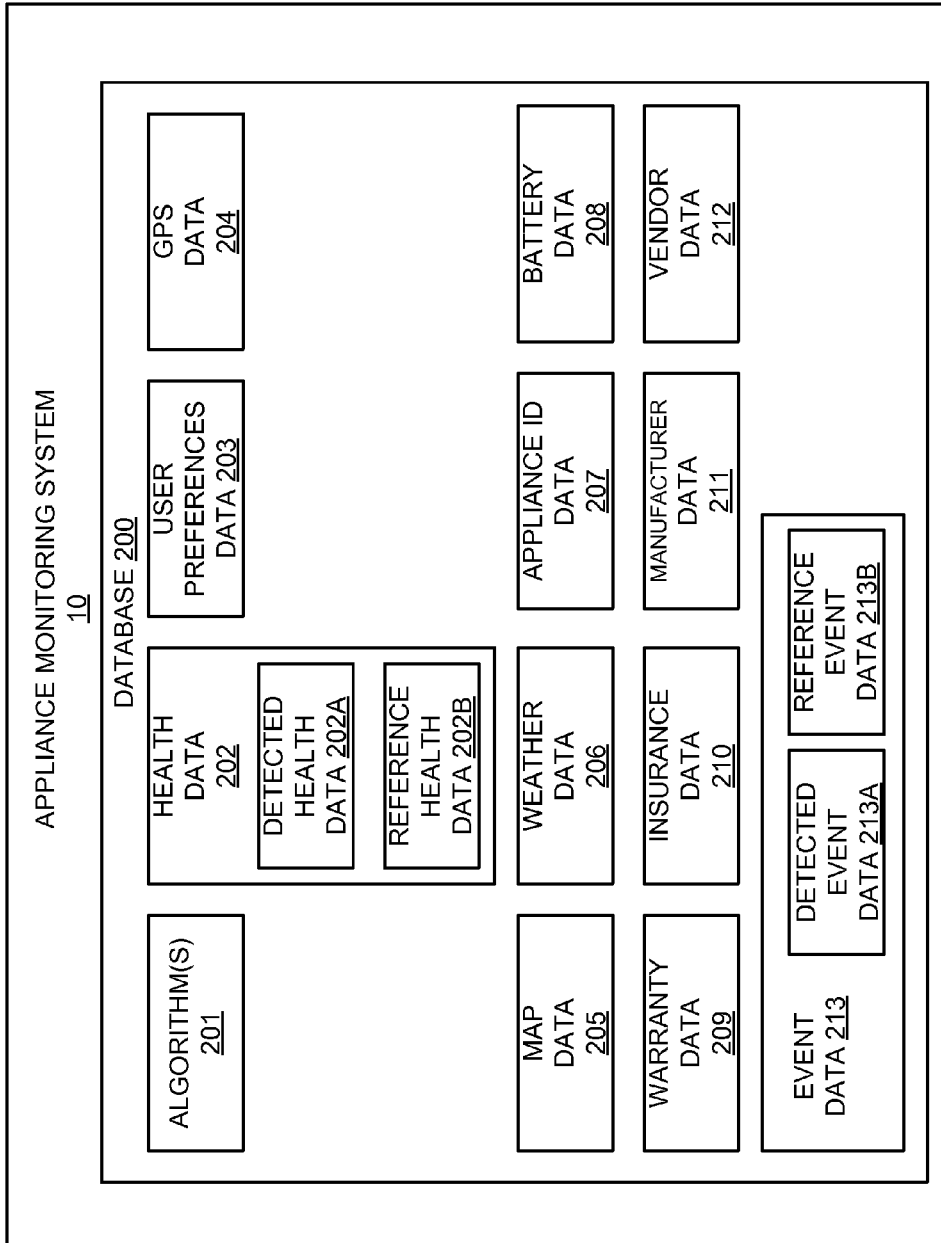 APPLIANCE MONITORING SYSTEM
10
DATABASE 200
ALGORITHM(S)
201
HEALTH
DATA
202
DETECTED
HEALTH
DATA 202A
REFERENCE
HEALTH
DATA 202B
USER
PREFERENCES
DATA 203
GPS
DATA
204
MAP
DATA
205
WEATHER
DATA
206
APPLIANCE ID
DATA
207
BATTERY
DATA
208
WARRANTY
DATA
209
INSURANCE
DATA
210
MANUFACTURER
DATA
211
VENDOR
DATA
212
EVENT
DATA 213
DETECTED
EVENT
DATA 213A
REFERENCE
EVENT
DATA 213B